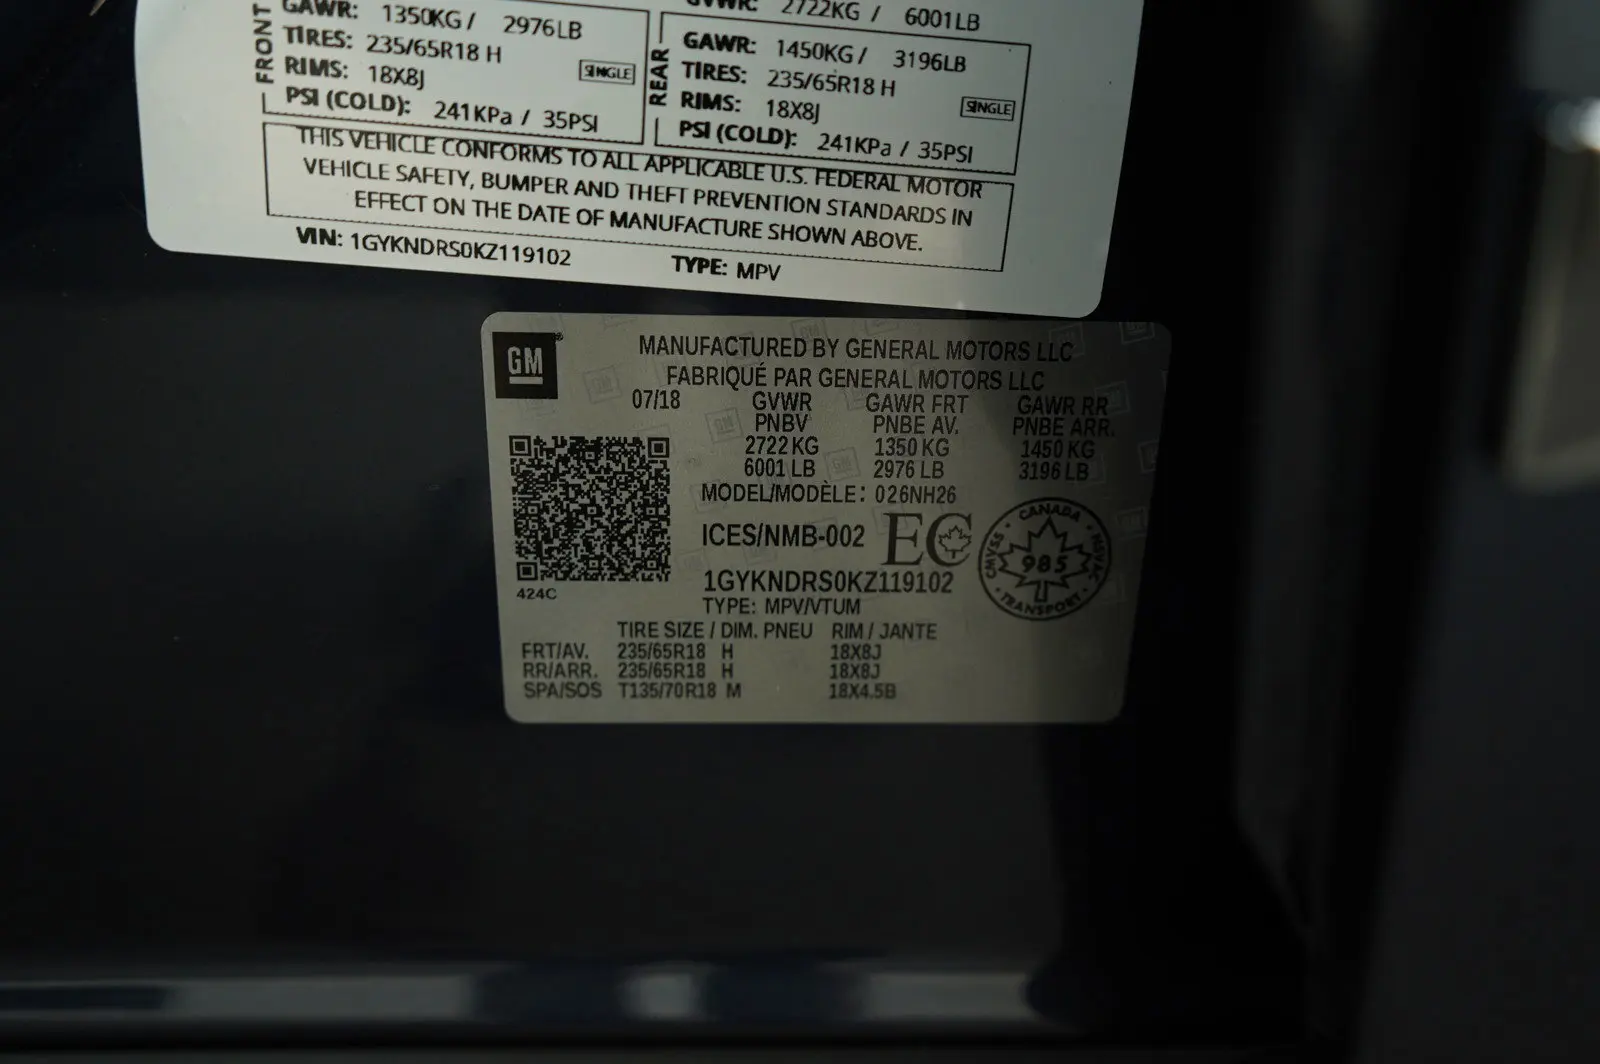 GVWR: 2722KG / 6001LB
FRONT
GAWR: 1350KG / 2976LB
TIRES: 235/65R18 H
RIMS: 18X8J
SINGLE
PSI (COLD): 241KPa / 35PSI
REAR
GAWR: 1450KG / 3196LB
TIRES: 235/65R18 H
RIMS: 18X8J
SINGLE
PSI (COLD): 241KPa / 35PSI
THIS VEHICLE CONFORMS TO ALL APPLICABLE U.S. FEDERAL MOTOR
VEHICLE SAFETY, BUMPER AND THEFT PREVENTION STANDARDS IN
EFFECT ON THE DATE OF MANUFACTURE SHOWN ABOVE.
VIN: 1GYKNDRS0KZ119102 TYPE: MPV
GM®
MANUFACTURED BY GENERAL MOTORS LLC
FABRIQUÉ PAR GENERAL MOTORS LLC
07/18 GVWR GAWR FRT GAWR RR
PNBV PNBE AV. PNBE ARR.
2722 KG 1350 KG 1450 KG
6001 LB 2976 LB 3196 LB
MODEL/MODÈLE: 026NH26
ICES/NMB-002 EC
CANADA
CMVSS 985 NSVAC
TRANSPORT
1GYKNDRS0KZ119102
424C
TYPE: MPV/VTUM
TIRE SIZE / DIM. PNEU RIM / JANTE
FRT/AV. 235/65R18 H 18X8J
RR/ARR. 235/65R18 H 18X8J
SPA/SOS T135/70R18 M 18X4.5B